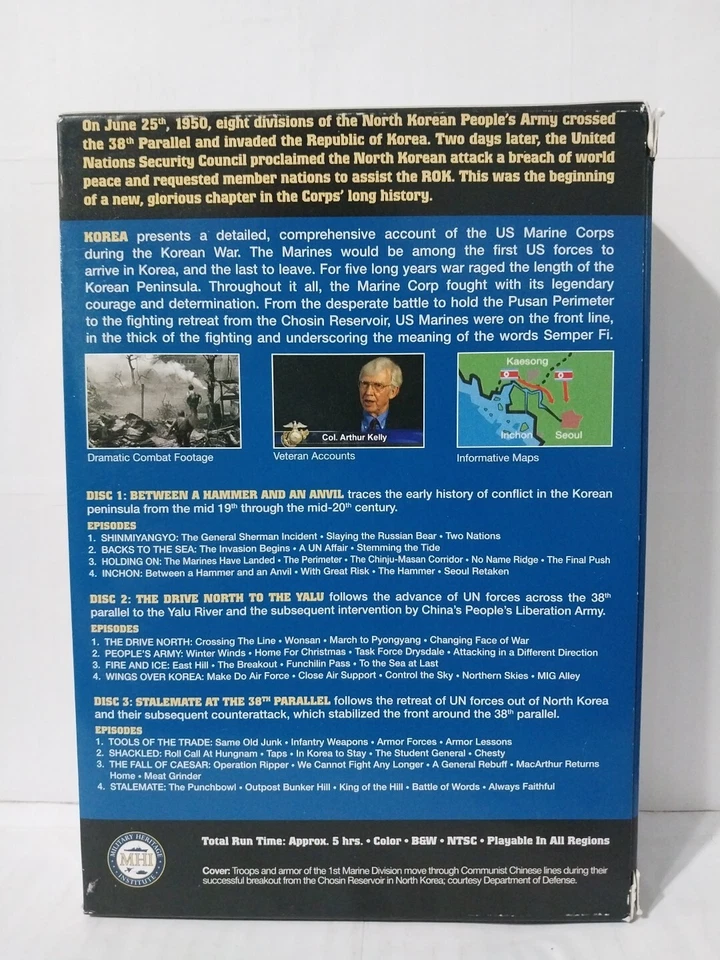 On June 25th, 1950, eight divisions of the North Korean People's Army crossed
the 38th Parallel and invaded the Republic of Korea. Two days later, the United
Nations Security Council proclaimed the North Korean attack a breach of world
peace and requested member nations to assist the ROK. This was the beginning
of a new, glorious chapter in the Corps' long history.
KOREA presents a detailed, comprehensive account of the US Marine Corps
during the Korean War. The Marines would be among the first US forces to
arrive in Korea, and the last to leave. For five long years war raged the length of the
Korean Peninsula. Throughout it all, the Marine Corp fought with its legendary
courage and determination. From the desperate battle to hold the Pusan Perimeter
to the fighting retreat from the Chosin Reservoir, US Marines were on the front line,
in the thick of the fighting and underscoring the meaning of the words Semper Fi.
Col. Arthur Kelly
Kaesong
Inchon Seoul
Dramatic Combat Footage
Veteran Accounts
Informative Maps
DISC 1: BETWEEN A HAMMER AND AN ANVIL traces the early history of conflict in the Korean
peninsula from the mid 19th through the mid-20th century.
EPISODES
1. SHINMIYANGYO: The General Sherman Incident • Slaying the Russian Bear • Two Nations
2. BACKS TO THE SEA: The Invasion Begins • A UN Affair • Stemming the Tide
3. HOLDING ON: The Marines Have Landed • The Perimeter • The Chinju-Masan Corridor • No Name Ridge • The Final Push
4. INCHON: Between a Hammer and an Anvil • With Great Risk • The Hammer • Seoul Retaken
DISC 2: THE DRIVE NORTH TO THE YALU follows the advance of UN forces across the 38th
parallel to the Yalu River and the subsequent intervention by China's People's Liberation Army.
EPISODES
1. THE DRIVE NORTH: Crossing The Line • Wonsan • March to Pyongyang • Changing Face of War
2. PEOPLE'S ARMY: Winter Winds • Home For Christmas • Task Force Drysdale • Attacking in a Different Direction
3. FIRE AND ICE: East Hill • The Breakout • Funchilin Pass • To the Sea at Last
4. WINGS OVER KOREA: Make Do Air Force • Close Air Support • Control the Sky • Northern Skies • MIG Alley
DISC 3: STALEMATE AT THE 38TH PARALLEL follows the retreat of UN forces out of North Korea
and their subsequent counterattack, which stabilized the front around the 38th parallel.
EPISODES
1. TOOLS OF THE TRADE: Same Old Junk • Infantry Weapons • Armor Forces • Armor Lessons
2. SHACKLED: Roll Call At Hungnam • Taps • In Korea to Stay • The Student General • Chesty
3. THE FALL OF CAESAR: Operation Ripper • We Cannot Fight Any Longer • A General Rebuff • MacArthur Returns
Home • Meat Grinder
4. STALEMATE: The Punchbowl • Outpost Bunker Hill • King of the Hill • Battle of Words • Always Faithful
MILITARY HERITAGE
MHI
INSTITUTE
Total Run Time: Approx. 5 hrs. • Color • B&W • NTSC • Playable In All Regions
Cover: Troops and armor of the 1st Marine Division move through Communist Chinese lines during their
successful breakout from the Chosin Reservoir in North Korea; courtesy Department of Defense.